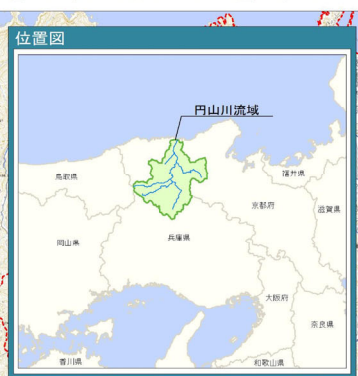 位置図
円山川流域
鳥取県
福井県
京都府
滋賀県
岡山県
兵庫県
大阪府
奈良県
香川県
和歌山県